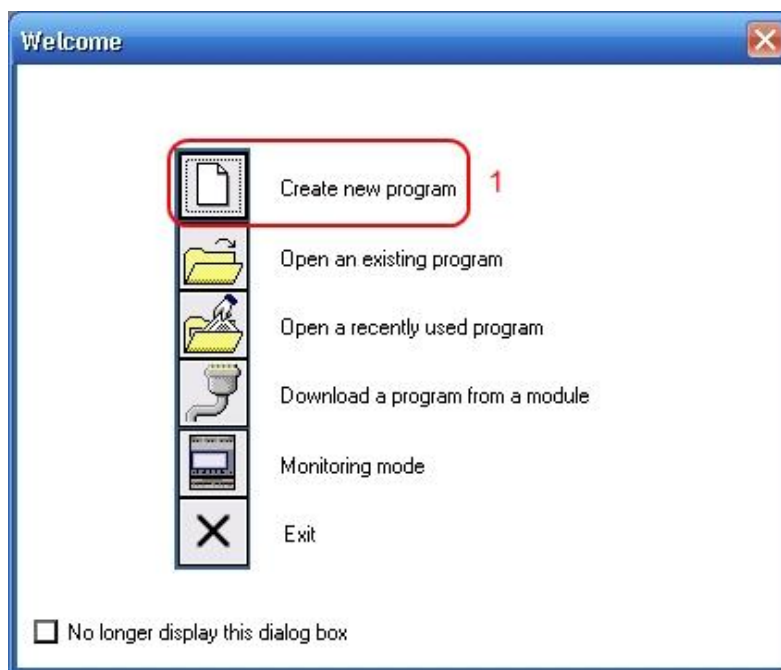 Welcome
Create new program 1
Open an existing program
Open a recently used program
Download a program from a module
Monitoring mode
Exit
No longer display this dialog box